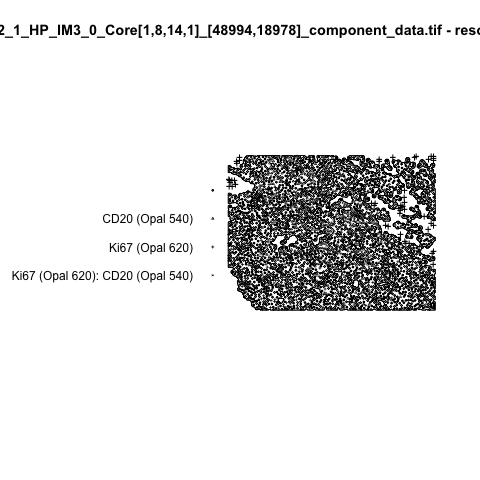 2_1_HP_IM3_0_Core[1,8,14,1]_[48994,18978]_component_data.tif - reso
CD20 (Opal 540)
Ki67 (Opal 620)
Ki67 (Opal 620): CD20 (Opal 540)